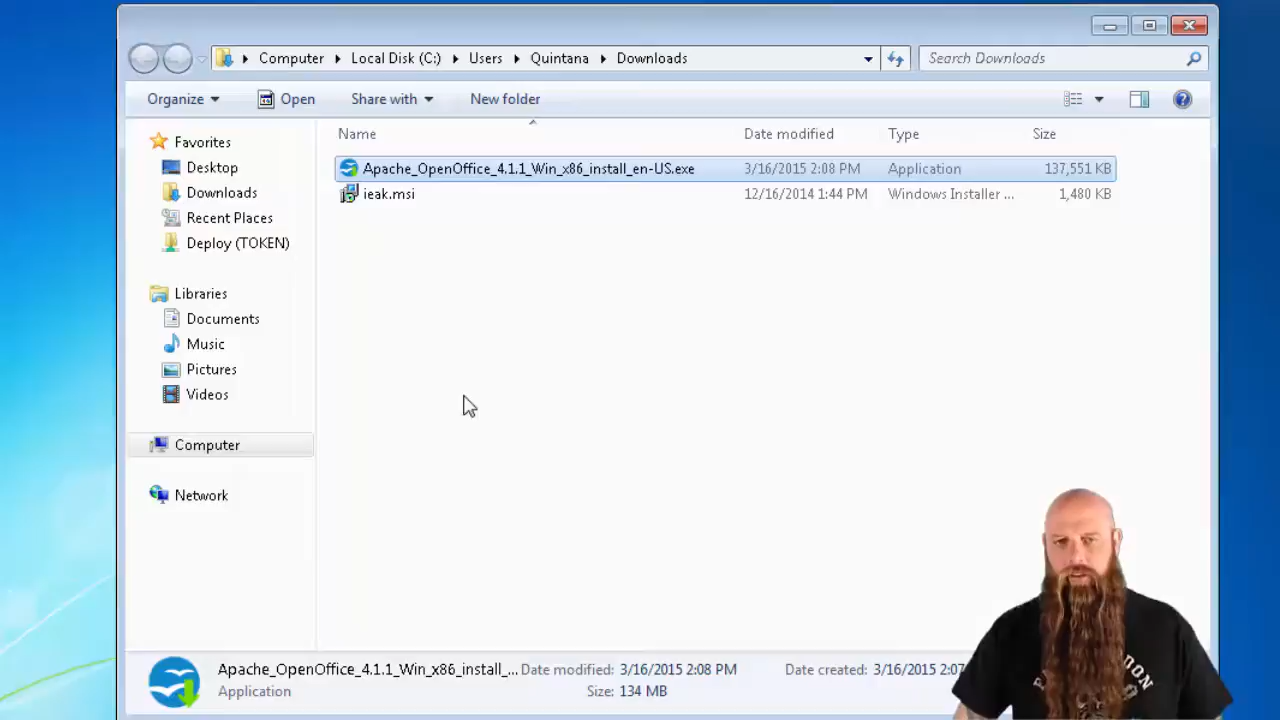 Computer Local Disk (C:) Users Quintana Downloads
Search Downloads
Organize Open Share with New folder
Name Date modified Type Size
Apache_OpenOffice_4.1.1_Win_x86_install_en-US.exe 3/16/2015 2:08 PM Application 137,551 KB
ieak.msi 12/16/2014 1:44 PM Windows Installer ... 1,480 KB
Favorites
Desktop
Downloads
Recent Places
Deploy (TOKEN)
Libraries
Documents
Music
Pictures
Videos
Computer
Network
Apache_OpenOffice_4.1.1_Win_x86_install_... Date modified: 3/16/2015 2:08 PM Date created: 3/16/2015 2:07
Application Size: 134 MB